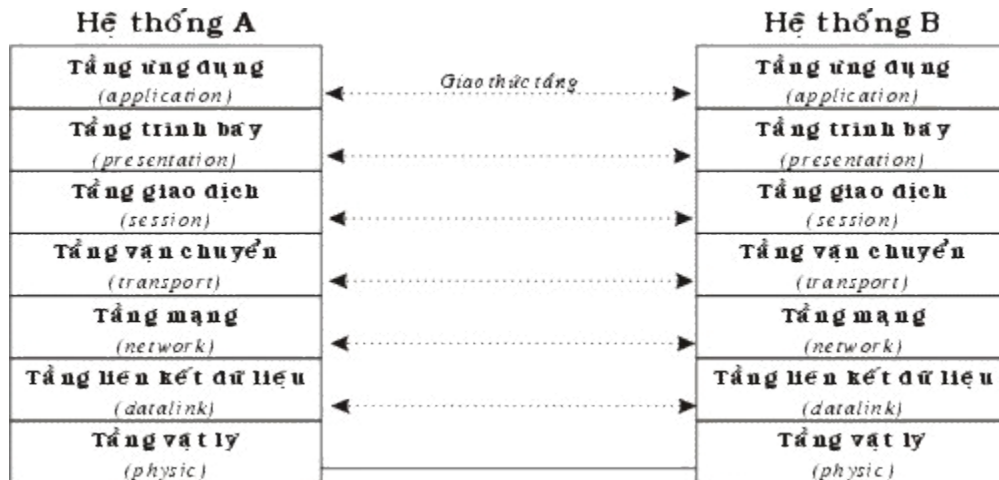 Hệ thống A
Tầng ứng dụng
(application)
Tầng trình bày
(presentation)
Tầng giao dịch
(session)
Tầng vận chuyển
(transport)
Tầng mạng
(network)
Tầng liên kết dữ liệu
(datalink)
Tầng vật lý
(physic)
Giao thức tầng
Hệ thống B
Tầng ứng dụng
(application)
Tầng trình bày
(presentation)
Tầng giao dịch
(session)
Tầng vận chuyển
(transport)
Tầng mạng
(network)
Tầng liên kết dữ liệu
(datalink)
Tầng vật lý
(physic)